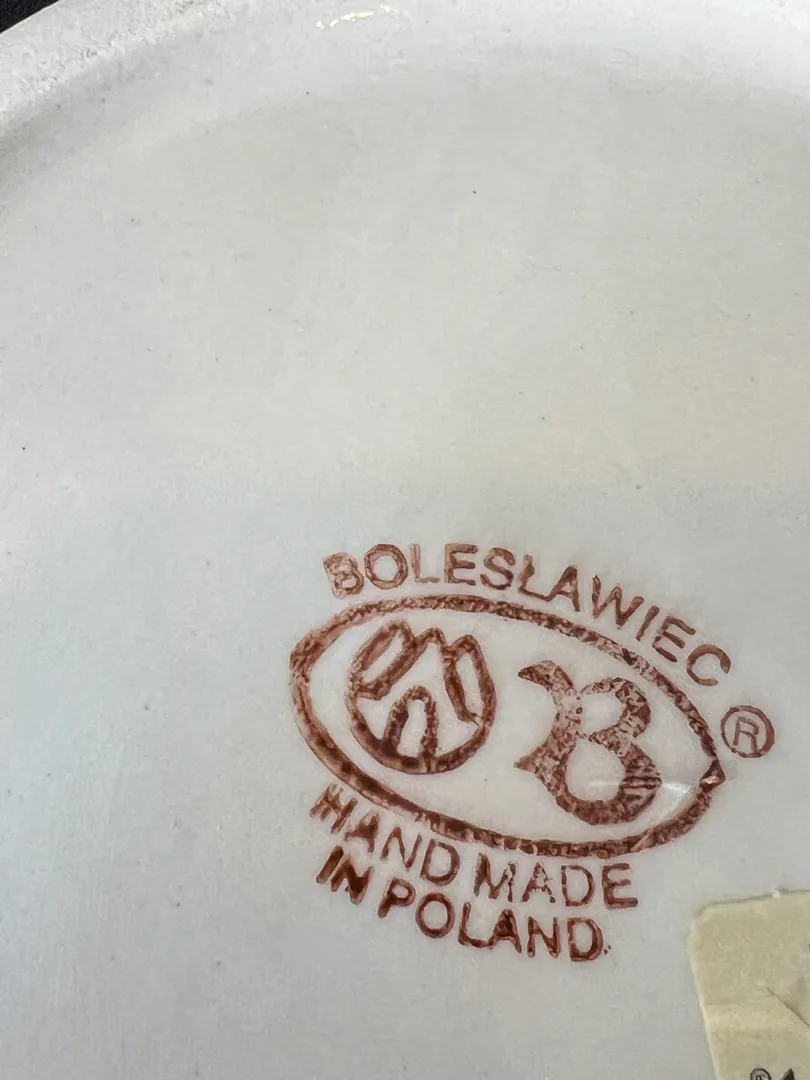 BOLESŁAWIEC
B ®
HAND MADE
IN POLAND